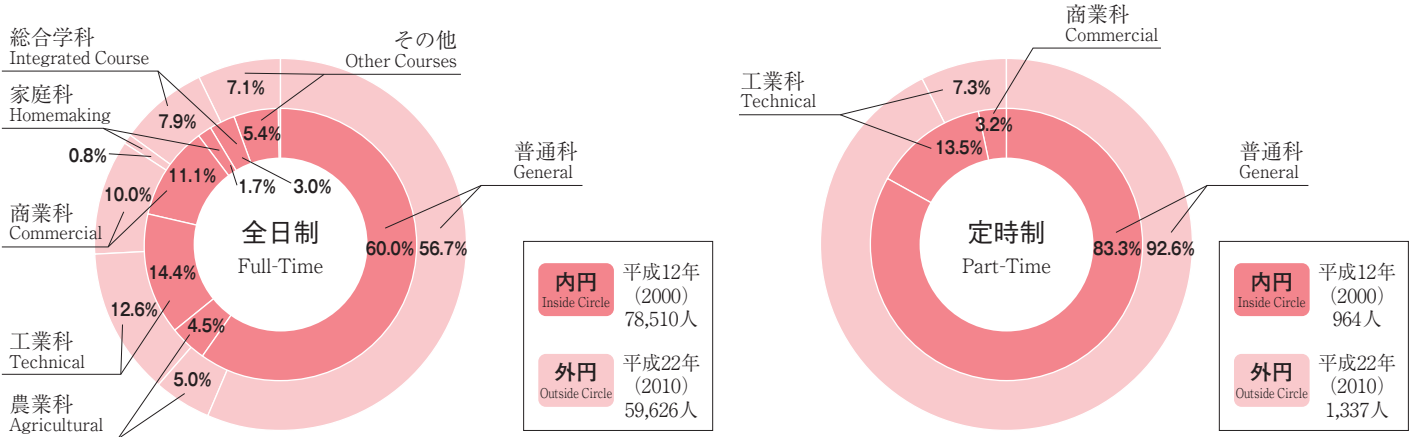 総合学科
Integrated Course
家庭科
Homemaking
商業科
Commercial
工業科
Technical
農業科
Agricultural
その他
Other Courses
普通科
General
7.1%
7.9%
0.8%
10.0%
12.6%
5.0%
56.7%
5.4%
3.0%
1.7%
11.1%
14.4%
4.5%
60.0%
全日制
Full-Time
内円
Inside Circle
平成12年
（2000）
78,510人
外円
Outside Circle
平成22年
（2010）
59,626人
商業科
Commercial
工業科
Technical
普通科
General
7.3%
3.2%
13.5%
83.3%
92.6%
定時制
Part-Time
内円
Inside Circle
平成12年
（2000）
964人
外円
Outside Circle
平成22年
（2010）
1,337人